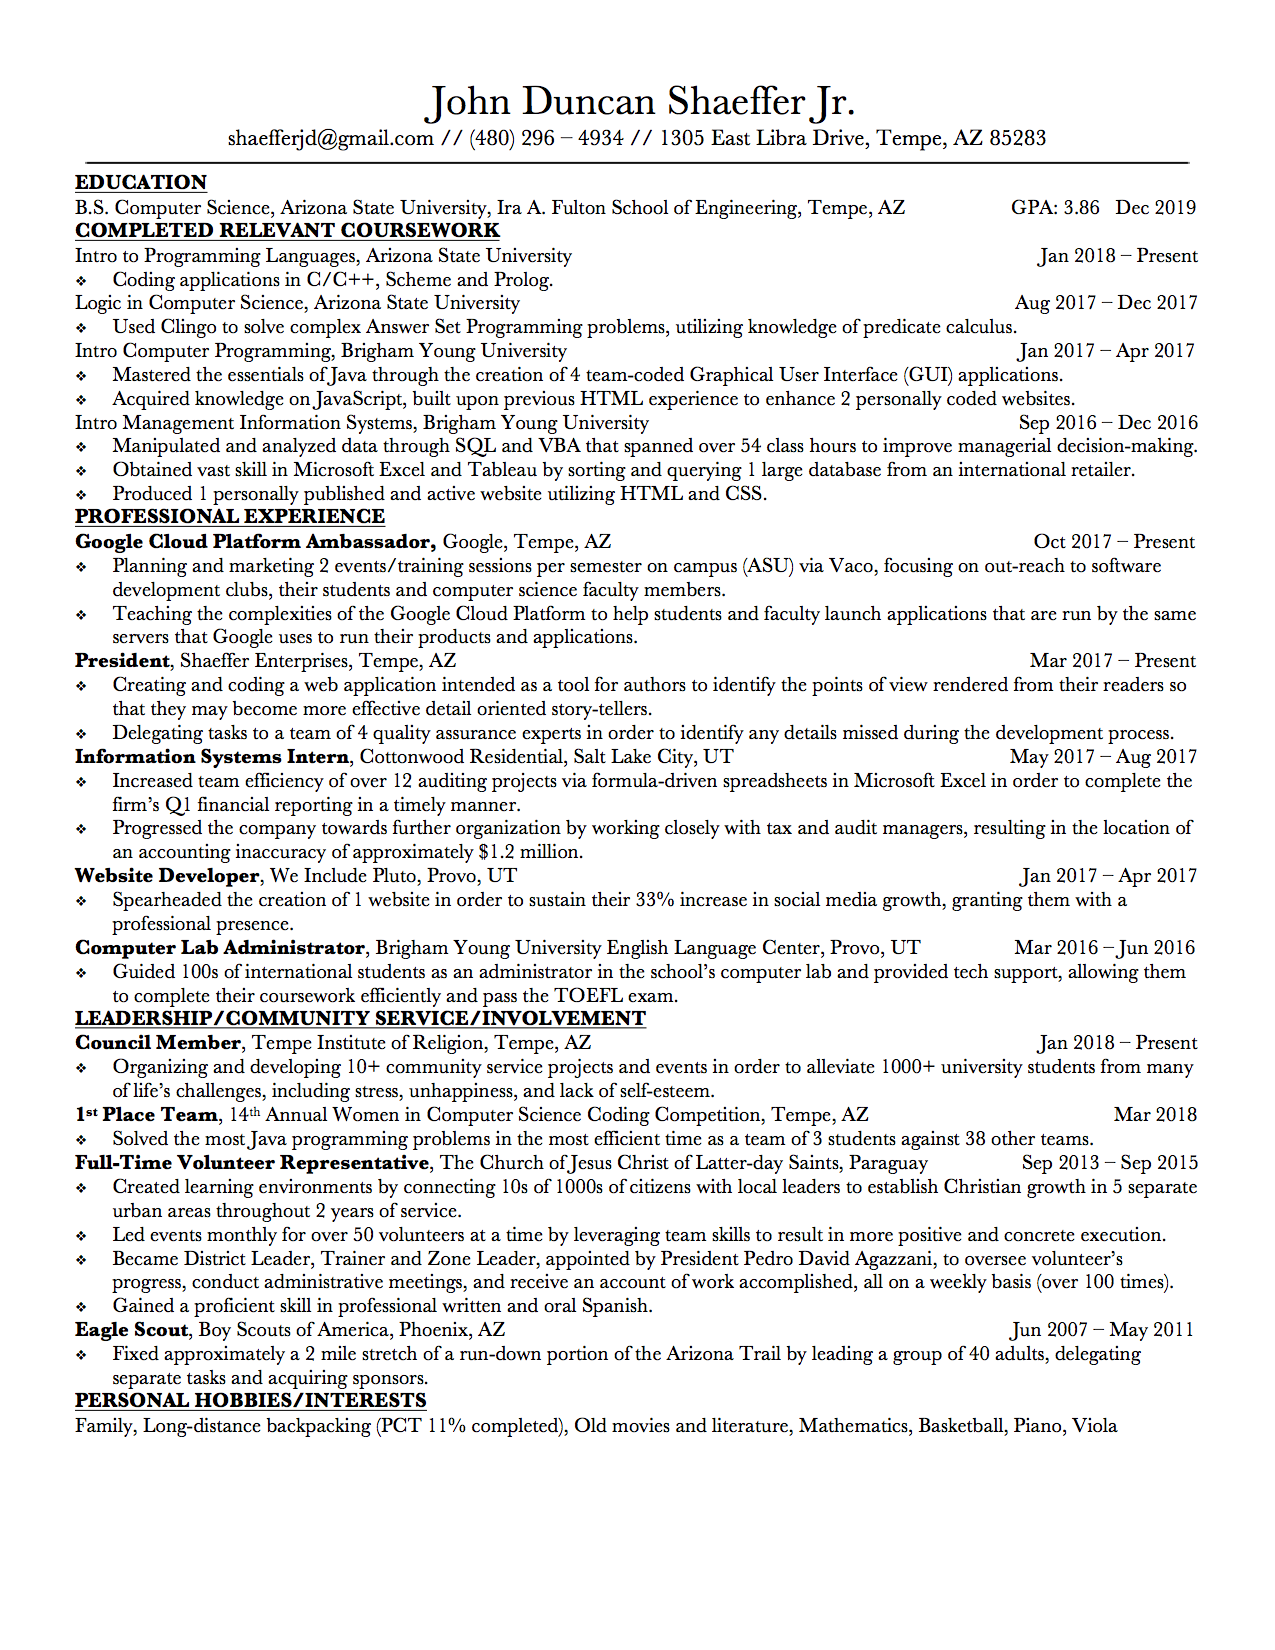 John Duncan Shaeffer Jr.
shaefferjd@gmail.com // (480) 296 – 4934 // 1305 East Libra Drive, Tempe, AZ 85283
EDUCATION
B.S. Computer Science, Arizona State University, Ira A. Fulton School of Engineering, Tempe, AZ GPA: 3.86 Dec 2019
COMPLETED RELEVANT COURSEWORK
Intro to Programming Languages, Arizona State University Jan 2018 – Present
❖ Coding applications in C/C++, Scheme and Prolog.
Logic in Computer Science, Arizona State University Aug 2017 – Dec 2017
❖ Used Clingo to solve complex Answer Set Programming problems, utilizing knowledge of predicate calculus.
Intro Computer Programming, Brigham Young University Jan 2017 – Apr 2017
❖ Mastered the essentials of Java through the creation of 4 team-coded Graphical User Interface (GUI) applications.
❖ Acquired knowledge on JavaScript, built upon previous HTML experience to enhance 2 personally coded websites.
Intro Management Information Systems, Brigham Young University Sep 2016 – Dec 2016
❖ Manipulated and analyzed data through SQL and VBA that spanned over 54 class hours to improve managerial decision-making.
❖ Obtained vast skill in Microsoft Excel and Tableau by sorting and querying 1 large database from an international retailer.
❖ Produced 1 personally published and active website utilizing HTML and CSS.
PROFESSIONAL EXPERIENCE
Google Cloud Platform Ambassador, Google, Tempe, AZ Oct 2017 – Present
❖ Planning and marketing 2 events/training sessions per semester on campus (ASU) via Vaco, focusing on out-reach to software
development clubs, their students and computer science faculty members.
❖ Teaching the complexities of the Google Cloud Platform to help students and faculty launch applications that are run by the same
servers that Google uses to run their products and applications.
President, Shaeffer Enterprises, Tempe, AZ Mar 2017 – Present
❖ Creating and coding a web application intended as a tool for authors to identify the points of view rendered from their readers so
that they may become more effective detail oriented story-tellers.
❖ Delegating tasks to a team of 4 quality assurance experts in order to identify any details missed during the development process.
Information Systems Intern, Cottonwood Residential, Salt Lake City, UT May 2017 – Aug 2017
❖ Increased team efficiency of over 12 auditing projects via formula-driven spreadsheets in Microsoft Excel in order to complete the
firm's Q1 financial reporting in a timely manner.
❖ Progressed the company towards further organization by working closely with tax and audit managers, resulting in the location of
an accounting inaccuracy of approximately $1.2 million.
Website Developer, We Include Pluto, Provo, UT Jan 2017 – Apr 2017
❖ Spearheaded the creation of 1 website in order to sustain their 33% increase in social media growth, granting them with a
professional presence.
Computer Lab Administrator, Brigham Young University English Language Center, Provo, UT Mar 2016 – Jun 2016
❖ Guided 100s of international students as an administrator in the school's computer lab and provided tech support, allowing them
to complete their coursework efficiently and pass the TOEFL exam.
LEADERSHIP/COMMUNITY SERVICE/INVOLVEMENT
Council Member, Tempe Institute of Religion, Tempe, AZ Jan 2018 – Present
❖ Organizing and developing 10+ community service projects and events in order to alleviate 1000+ university students from many
of life's challenges, including stress, unhappiness, and lack of self-esteem.
1st Place Team, 14th Annual Women in Computer Science Coding Competition, Tempe, AZ Mar 2018
❖ Solved the most Java programming problems in the most efficient time as a team of 3 students against 38 other teams.
Full-Time Volunteer Representative, The Church of Jesus Christ of Latter-day Saints, Paraguay Sep 2013 – Sep 2015
❖ Created learning environments by connecting 10s of 1000s of citizens with local leaders to establish Christian growth in 5 separate
urban areas throughout 2 years of service.
❖ Led events monthly for over 50 volunteers at a time by leveraging team skills to result in more positive and concrete execution.
❖ Became District Leader, Trainer and Zone Leader, appointed by President Pedro David Agazzani, to oversee volunteer's
progress, conduct administrative meetings, and receive an account of work accomplished, all on a weekly basis (over 100 times).
❖ Gained a proficient skill in professional written and oral Spanish.
Eagle Scout, Boy Scouts of America, Phoenix, AZ Jun 2007 – May 2011
❖ Fixed approximately a 2 mile stretch of a run-down portion of the Arizona Trail by leading a group of 40 adults, delegating
separate tasks and acquiring sponsors.
PERSONAL HOBBIES/INTERESTS
Family, Long-distance backpacking (PCT 11% completed), Old movies and literature, Mathematics, Basketball, Piano, Viola